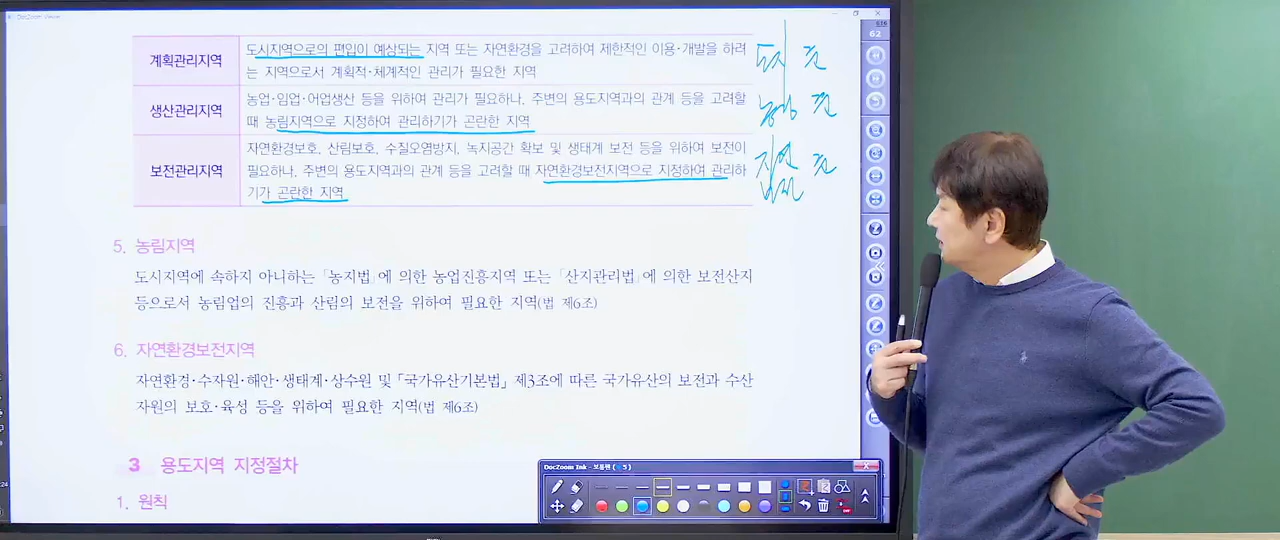 DocZoom Viewer
62
계획관리지역
도시지역으로의 편입이 예상되는 지역 또는 자연환경을 고려하여 제한적인 이용·개발을 하려
는 지역으로서 계획적·체계적인 관리가 필요한 지역
생산관리지역
농업·임업·어업생산 등을 위하여 관리가 필요하나, 주변의 용도지역과의 관계 등을 고려할
때 농림지역으로 지정하여 관리하기가 곤란한 지역
보전관리지역
자연환경보호, 산림보호, 수질오염방지, 녹지공간 확보 및 생태계 보전 등을 위하여 보전이
필요하나, 주변의 용도지역과의 관계 등을 고려할 때 자연환경보전지역으로 지정하여 관리하
기가 곤란한 지역
5. 농림지역
도시지역에 속하지 아니하는 「농지법」에 의한 농업진흥지역 또는 「산지관리법」에 의한 보전산지
등으로서 농림업의 진흥과 산림의 보전을 위하여 필요한 지역(법 제6조)
6. 자연환경보전지역
자연환경·수자원·해안·생태계·상수원 및 「국가유산기본법」 제3조에 따른 국가유산의 보전과 수산
자원의 보호·육성 등을 위하여 필요한 지역(법 제6조)
3 용도지역 지정절차
1. 원칙
DocZoom Ink - 보통펜 ( 5 )